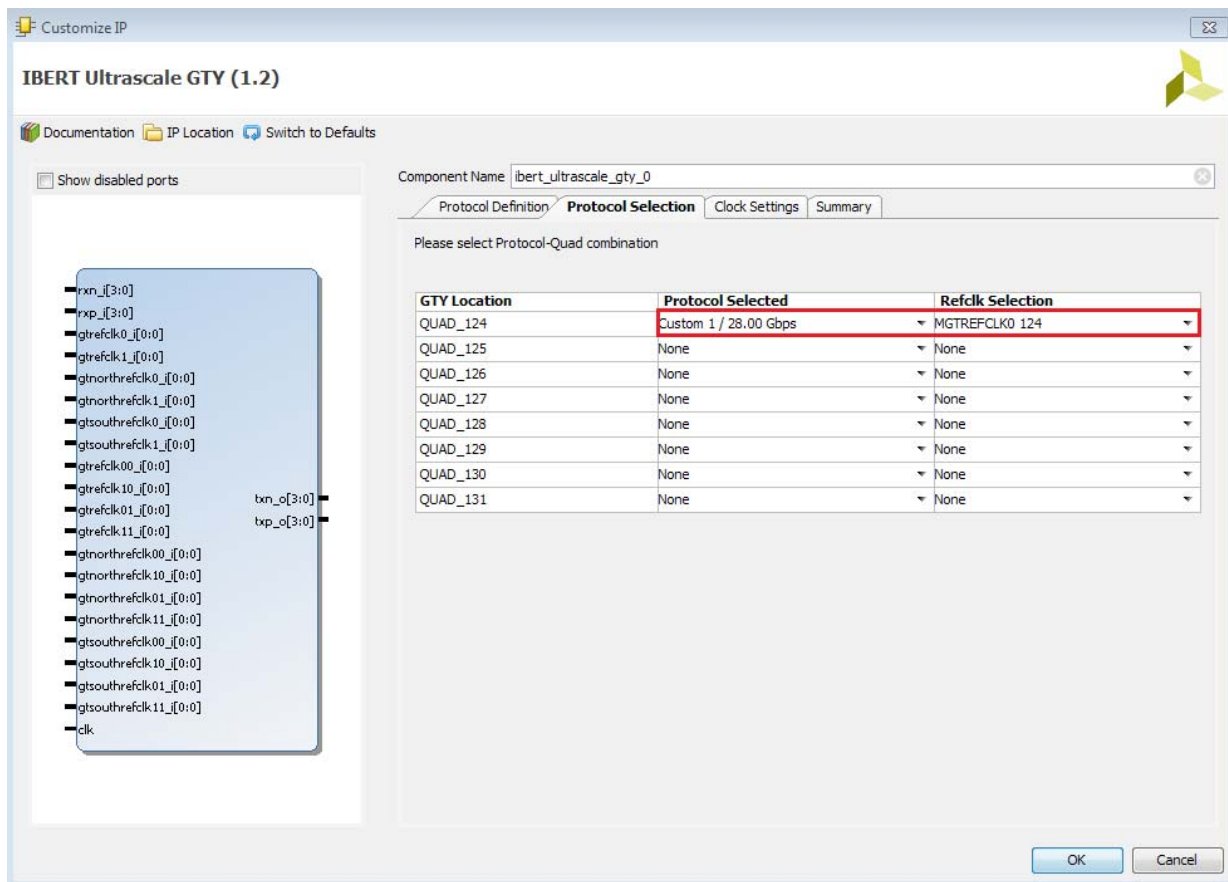 Customize IP
IBERT Ultrascale GTY (1.2)
Documentation IP Location Switch to Defaults
Show disabled ports
rxn_i[3:0]
rxp_i[3:0]
gtrefclk0_i[0:0]
gtrefclk1_i[0:0]
gtnorthrefclk0_i[0:0]
gtnorthrefclk1_i[0:0]
gtsouthrefclk0_i[0:0]
gtsouthrefclk1_i[0:0]
gtrefclk00_i[0:0]
gtrefclk10_i[0:0]
gtrefclk01_i[0:0]
gtrefclk11_i[0:0]
gtnorthrefclk00_i[0:0]
gtnorthrefclk10_i[0:0]
gtnorthrefclk01_i[0:0]
gtnorthrefclk11_i[0:0]
gtsouthrefclk00_i[0:0]
gtsouthrefclk10_i[0:0]
gtsouthrefclk01_i[0:0]
gtsouthrefclk11_i[0:0]
clk
txn_o[3:0]
txp_o[3:0]
Component Name ibert_ultrascale_gty_0
Protocol Definition Protocol Selection Clock Settings Summary
Please select Protocol-Quad combination
GTY Location Protocol Selected Refclk Selection
QUAD_124 Custom 1 / 28.00 Gbps MGTREFCLK0 124
QUAD_125 None None
QUAD_126 None None
QUAD_127 None None
QUAD_128 None None
QUAD_129 None None
QUAD_130 None None
QUAD_131 None None
OK Cancel